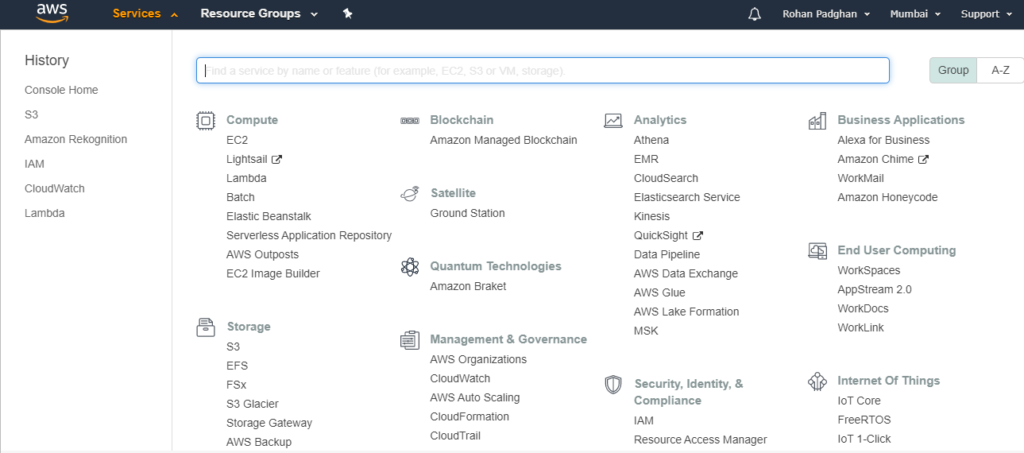 aws
Services
Resource Groups
Rohan Padghan
Mumbai
Support
History
Console Home
S3
Amazon Rekognition
IAM
CloudWatch
Lambda
Find a service by name or feature (for example, EC2, S3 or VM, storage).
Group
A-Z
Compute
EC2
Lightsail
Lambda
Batch
Elastic Beanstalk
Serverless Application Repository
AWS Outposts
EC2 Image Builder
Storage
S3
EFS
FSx
S3 Glacier
Storage Gateway
AWS Backup
Blockchain
Amazon Managed Blockchain
Satellite
Ground Station
Quantum Technologies
Amazon Braket
Management & Governance
AWS Organizations
CloudWatch
AWS Auto Scaling
CloudFormation
CloudTrail
Analytics
Athena
EMR
CloudSearch
Elasticsearch Service
Kinesis
QuickSight
Data Pipeline
AWS Data Exchange
AWS Glue
AWS Lake Formation
MSK
Security, Identity, &
Compliance
IAM
Resource Access Manager
Business Applications
Alexa for Business
Amazon Chime
WorkMail
Amazon Honeycode
End User Computing
WorkSpaces
AppStream 2.0
WorkDocs
WorkLink
Internet Of Things
IoT Core
FreeRTOS
IoT 1-Click